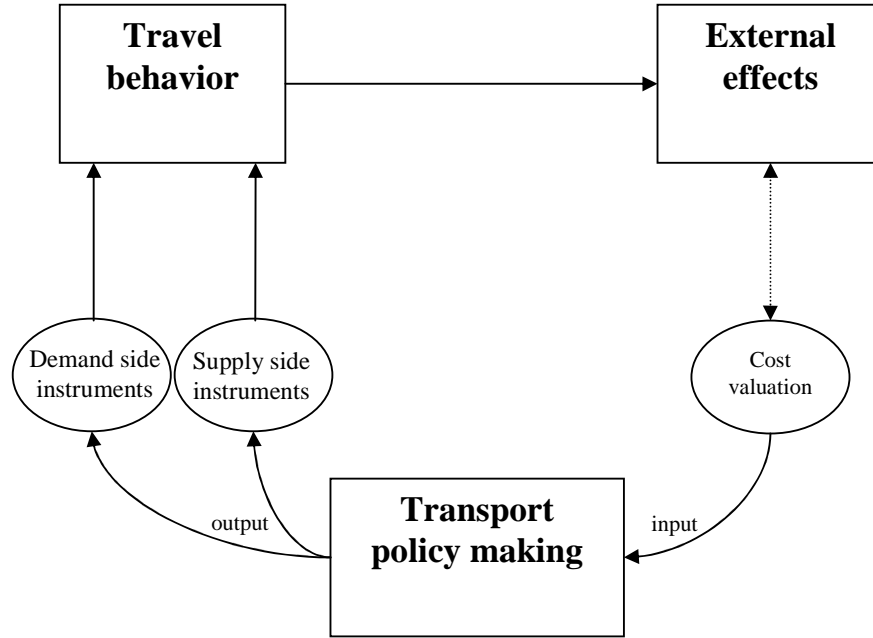 Travel
behavior
External
effects
Demand side
instruments
Supply side
instruments
Cost
valuation
output
input
Transport
policy making